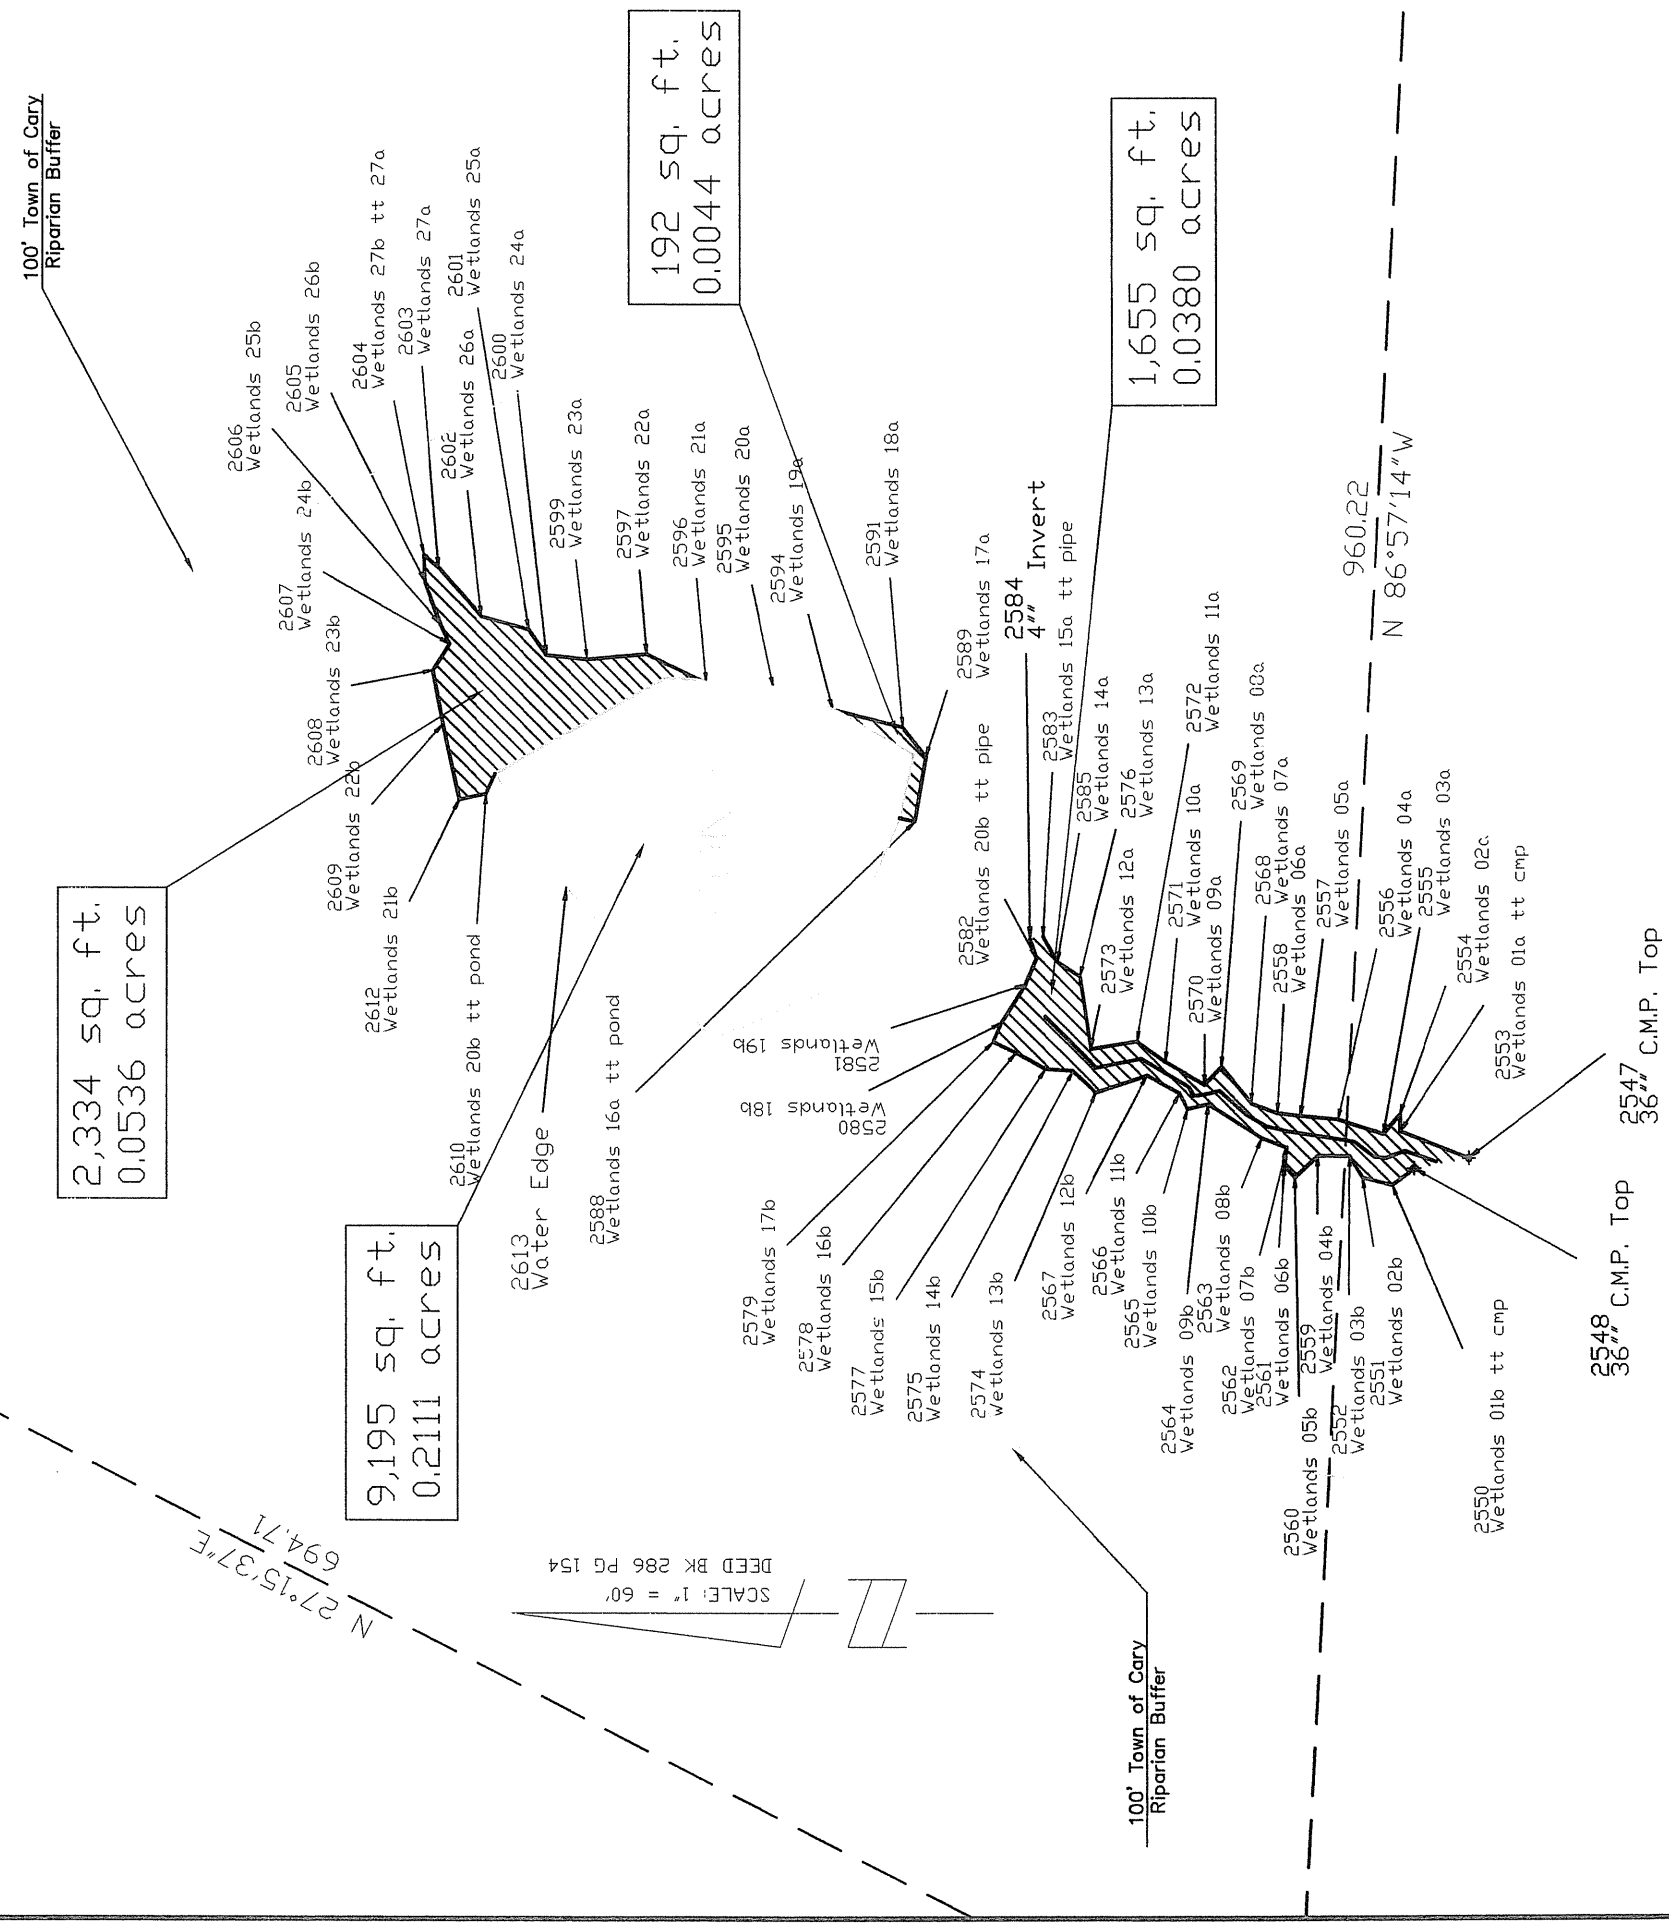 100' Town of Cary
Riparian Buffer
2606
Wetlands 25b
2605
Wetlands 26b
2604
Wetlands 27b tt 27a
2603
Wetlands 27a
2602
Wetlands 26a
2601
Wetlands 25a
2600
Wetlands 24a
2599
Wetlands 23a
2597
Wetlands 22a
2596
Wetlands 21a
2595
Wetlands 20a
2594
Wetlands 19a
2591
Wetlands 18a
2589
Wetlands 17a
192 sq. ft.
0.0044 acres
1,655 sq. ft.
0.0380 acres
2607
Wetlands 24b
2608
Wetlands 23b
2609
Wetlands 22b
2612
Wetlands 21b
2610
Wetlands 20b tt pond
2,334 sq. ft.
0.0536 acres
9,195 sq. ft.
0.2111 acres
2613
Water Edge
2588
Wetlands 16a tt pond
2584
4"" Invert
2582
Wetlands 20b tt pipe
2583
Wetlands 15a tt pipe
2585
Wetlands 14a
2576
Wetlands 13a
2573
Wetlands 12a
2572
Wetlands 11a
2571
Wetlands 10a
2570
Wetlands 09a
2569
Wetlands 08a
2568
Wetlands 07a
2558
Wetlands 06a
2557
Wetlands 05a
2556
Wetlands 04a
2555
Wetlands 03a
2554
Wetlands 02a
2553
Wetlands 01a tt cmp
960.22
N 86°57'14"W
2581
Wetlands 19b
2580
Wetlands 18b
2579
Wetlands 17b
2578
Wetlands 16b
2577
Wetlands 15b
2575
Wetlands 14b
2574
Wetlands 13b
2567
Wetlands 12b
2566
Wetlands 11b
2565
Wetlands 10b
2564
Wetlands 09b
2563
Wetlands 08b
2562
Wetlands 07b
2561
Wetlands 06b
2560
Wetlands 05b
2559
Wetlands 04b
2552
Wetlands 03b
2551
Wetlands 02b
2550
Wetlands 01b tt cmp
2547
36"" C.M.P. Top
2548
36"" C.M.P. Top
N 27°15'37"E
694.71
SCALE: 1" = 60'
DEED BK 286 PG 154
100' Town of Cary
Riparian Buffer